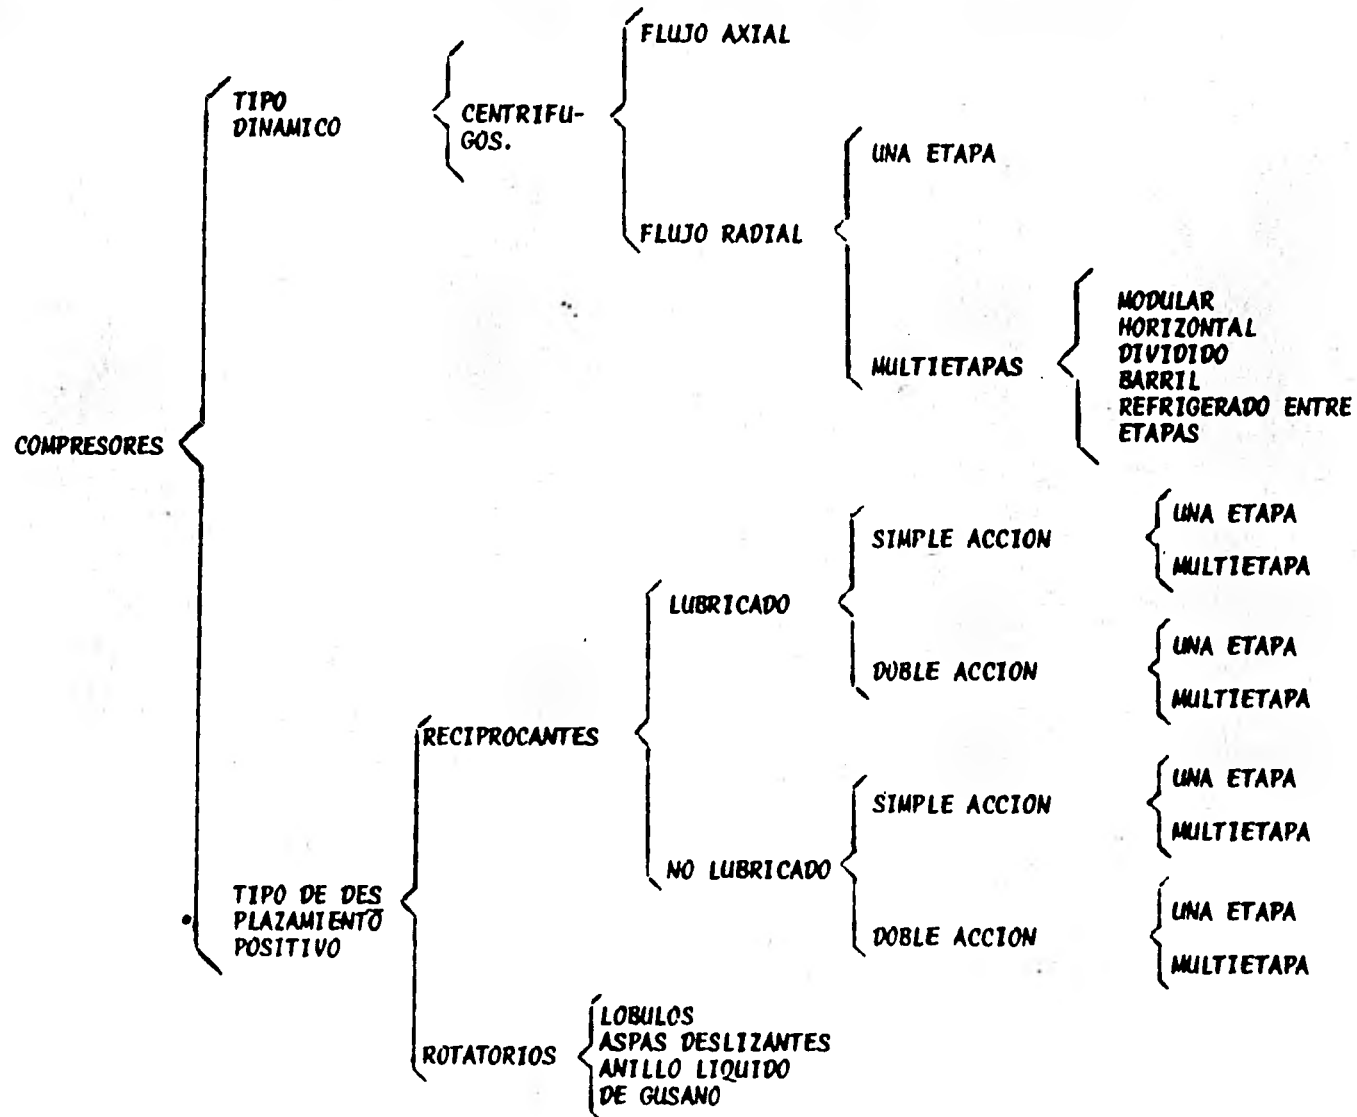 FLUJO AXIAL
TIPO
DINAMICO
CENTRIFU-
GOS.
UNA ETAPA
FLUJO RADIAL
MODULAR
HORIZONTAL
DIVIDIDO
BARRIL
REFRIGERADO ENTRE
ETAPAS
MULTIETAPAS
COMPRESORES
SIMPLE ACCION
UNA ETAPA
MULTIETAPA
LUBRICADO
DOBLE ACCION
UNA ETAPA
MULTIETAPA
RECIPROCANTES
SIMPLE ACCION
UNA ETAPA
MULTIETAPA
NO LUBRICADO
TIPO DE DES
PLAZAMIENTO
POSITIVO
DOBLE ACCION
UNA ETAPA
MULTIETAPA
ROTATORIOS
LOBULOS
ASPAS DESLIZANTES
ANILLO LIQUIDO
DE GUSANO